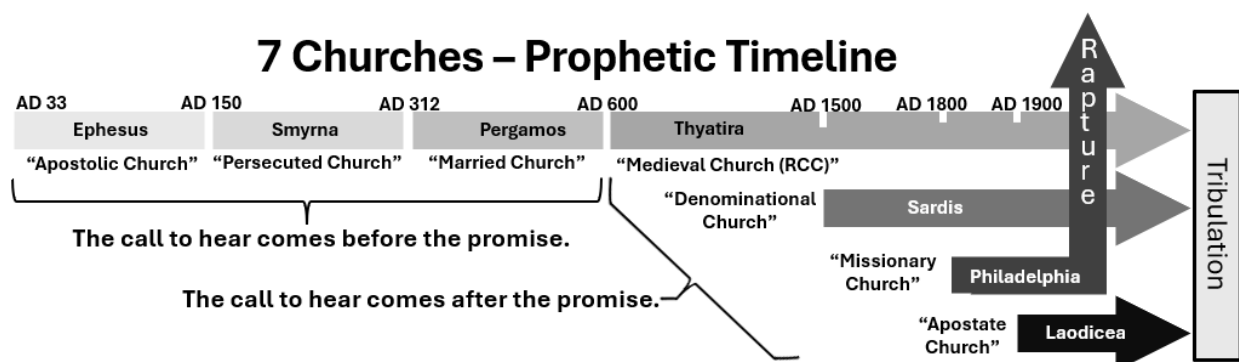 7 Churches – Prophetic Timeline
AD 33
AD 150
AD 312
AD 600
AD 1500
AD 1800
AD 1900
Ephesus
Smyrna
Pergamos
Thyatira
“Apostolic Church”
“Persecuted Church”
“Married Church”
“Medieval Church (RCC)”
“Denominational
Church”
Sardis
The call to hear comes before the promise.
“Missionary
Church”
Philadelphia
The call to hear comes after the promise.
“Apostate
Church”
Laodicea
Rapture
Tribulation